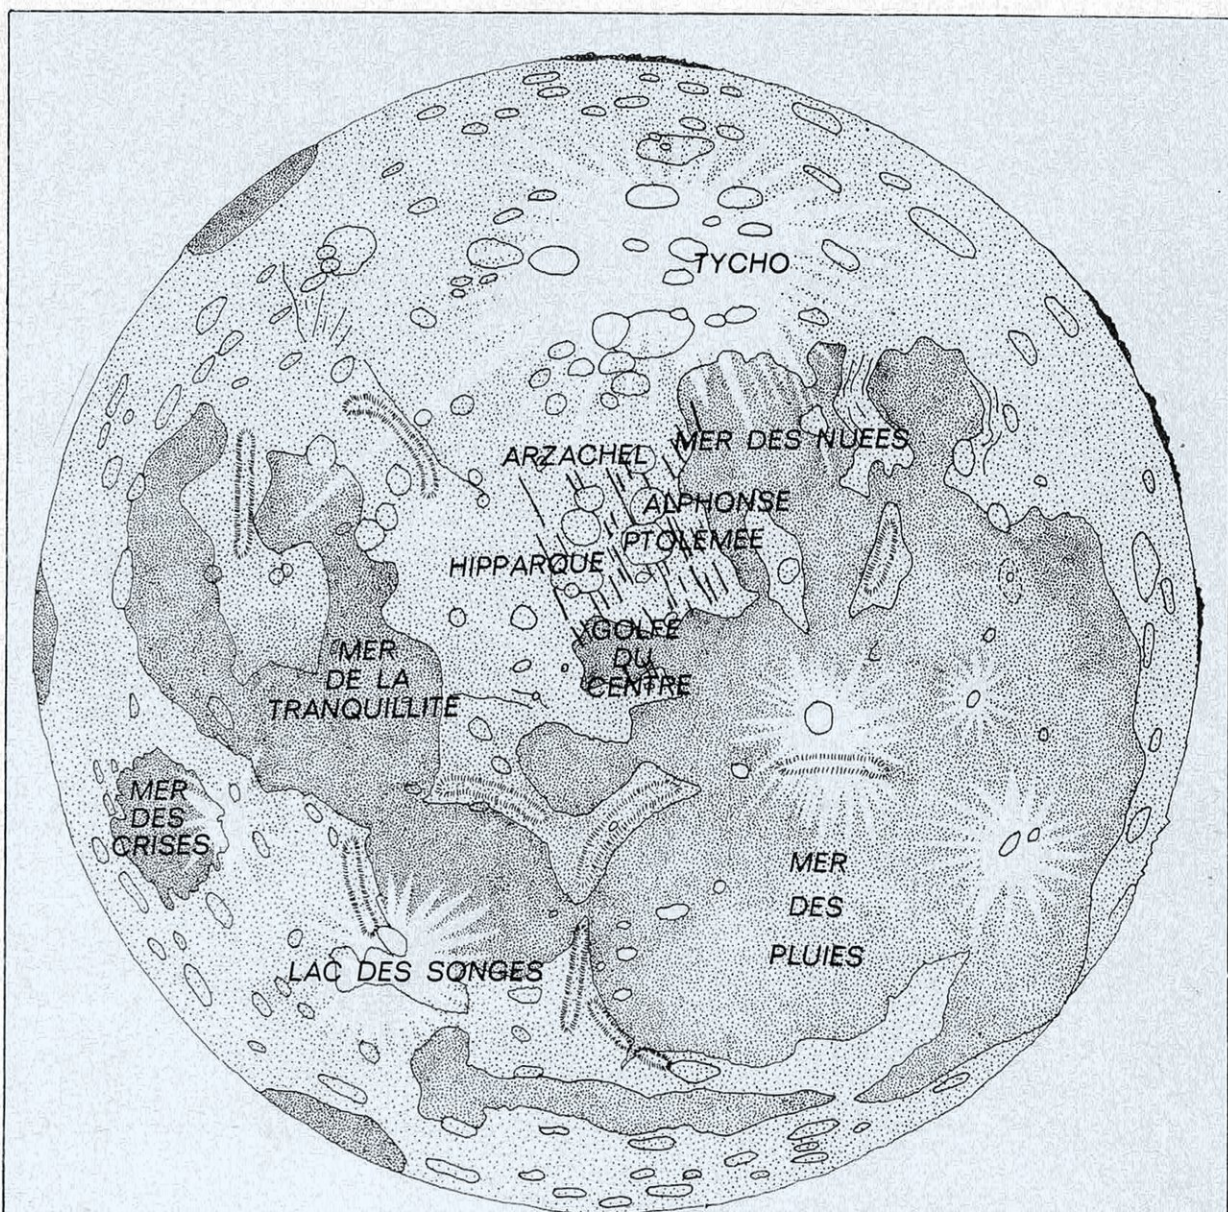 TYCHO
MER DES NUEES
ARZACHEL
ALPHONSE
PTOLEMEE
HIPPARQUE
GOLFE
DU
CENTRE
MER
DE LA
TRANQUILLITE
MER
DES
CRISES
MER
DES
PLUIES
LAC DES SONGES